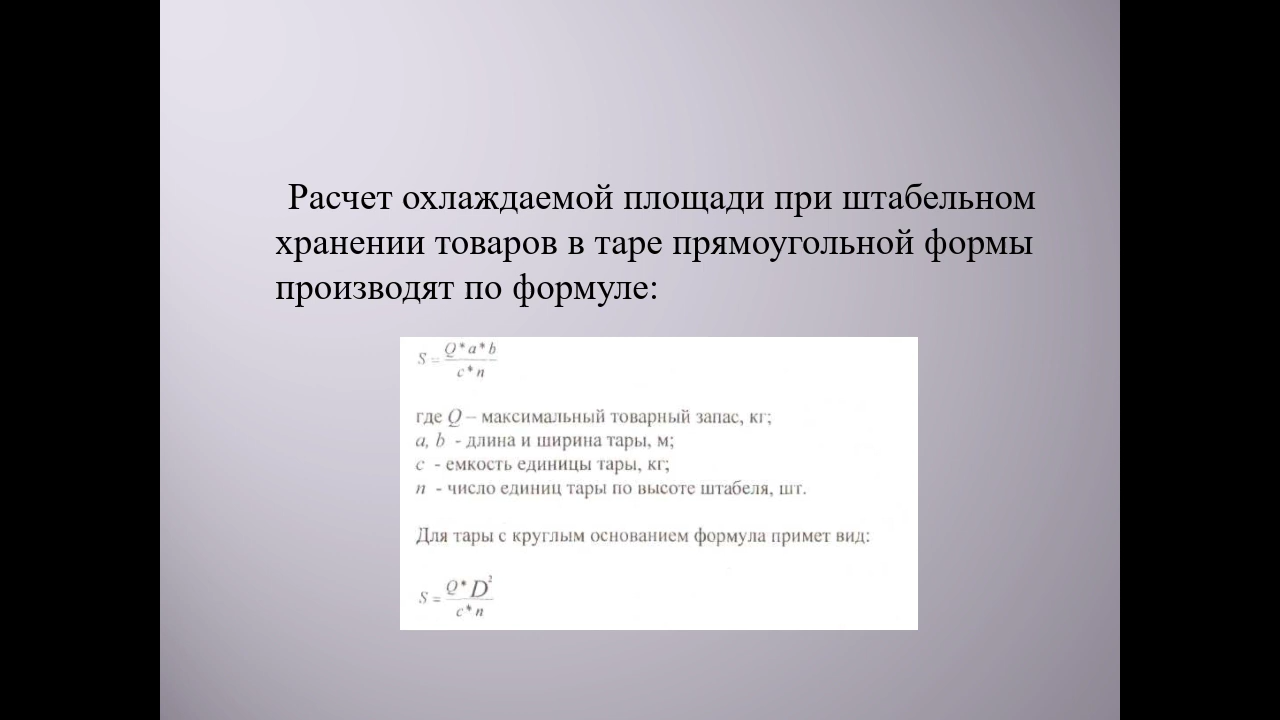 Расчет охлаждаемой площади при штабельном
хранении товаров в таре прямоугольной формы
производят по формуле:
S = Q * a * b / c * n
где Q – максимальный товарный запас, кг;
a, b - длина и ширина тары, м;
c - емкость единицы тары, кг;
n - число единиц тары по высоте штабеля, шт.
Для тары с круглым основанием формула примет вид:
S = Q * D² / c * n